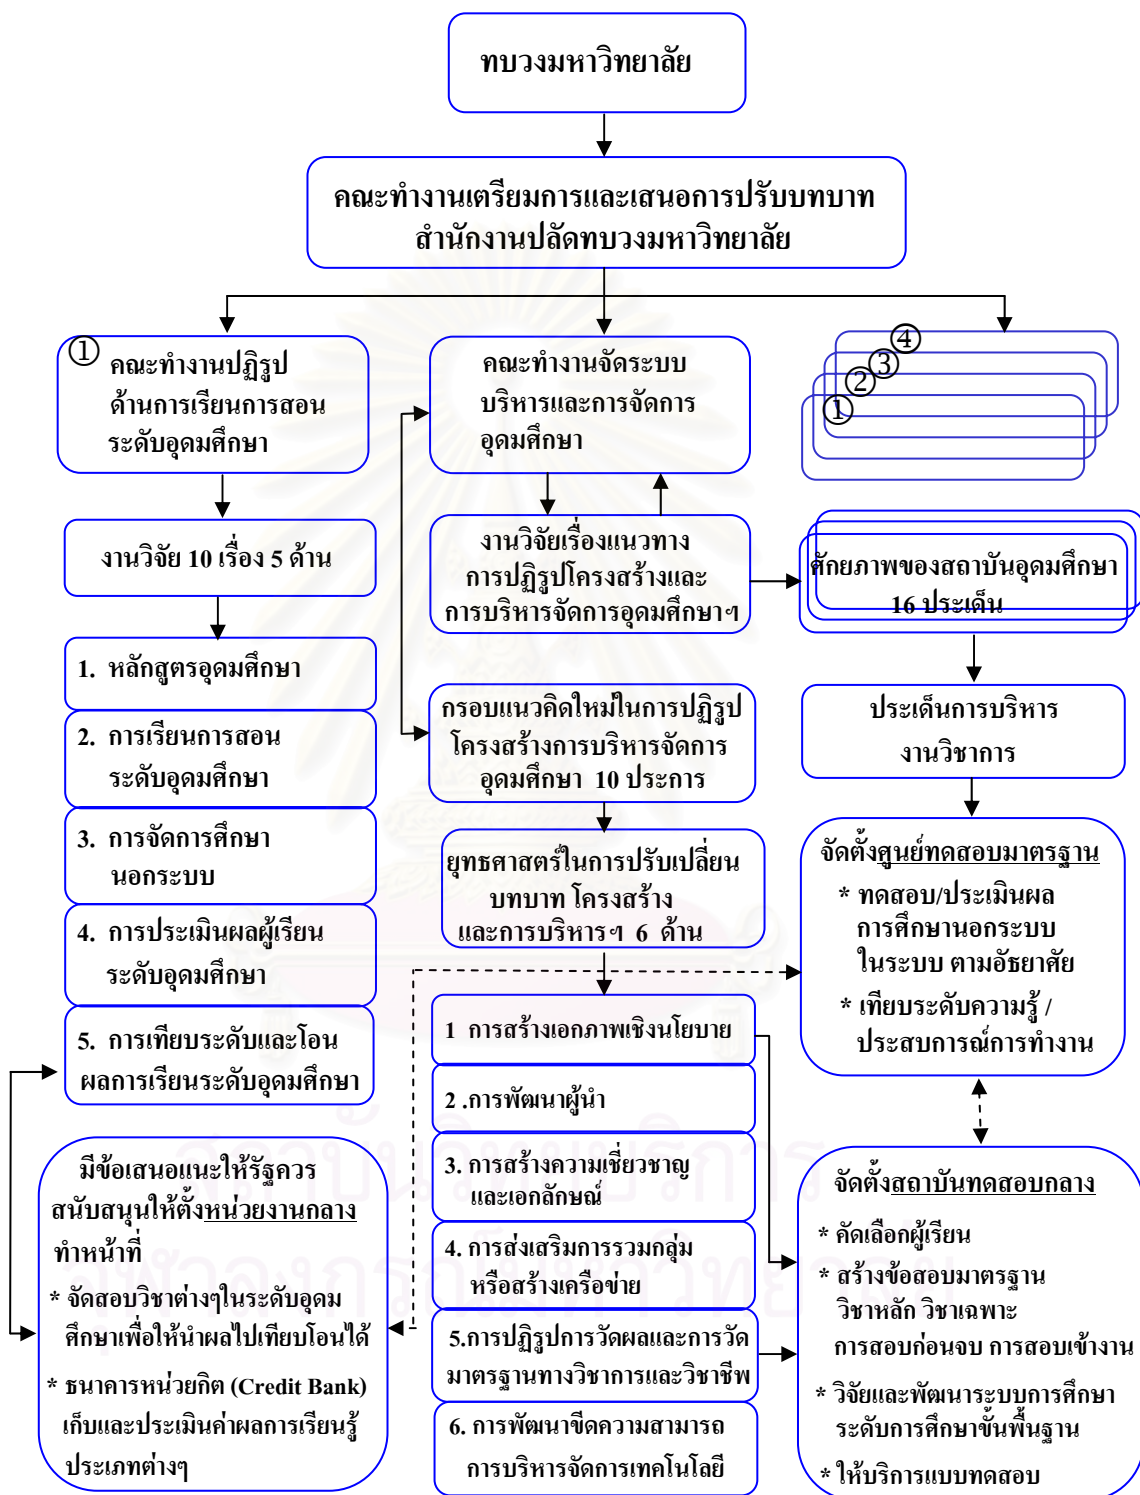 ทบวงมหาวิทยาลัย
คณะทำงานเตรียมการและเสนอการปรับบทบาท
สำนักงานปลัดทบวงมหาวิทยาลัย
① คณะทำงานปฏิรูป
ด้านการเรียนการสอน
ระดับอุดมศึกษา
งานวิจัย 10 เรื่อง 5 ด้าน
1. หลักสูตรอุดมศึกษา
2. การเรียนการสอน
ระดับอุดมศึกษา
3. การจัดการศึกษา
นอกระบบ
4. การประเมินผลผู้เรียน
ระดับอุดมศึกษา
5. การเทียบระดับและโอน
ผลการเรียนระดับอุดมศึกษา
มีข้อเสนอแนะให้รัฐควร
สนับสนุนให้ตั้งหน่วยงานกลาง
ทำหน้าที่
* จัดสอบวิชาต่างๆในระดับอุดม
ศึกษาเพื่อให้นำผลไปเทียบโอนได้
* ธนาคารหน่วยกิต (Credit Bank)
เก็บและประเมินค่าผลการเรียนรู้
ประเภทต่างๆ
คณะทำงานจัดระบบ
บริหารและการจัดการ
อุดมศึกษา
งานวิจัยเรื่องแนวทาง
การปฏิรูปโครงสร้างและ
การบริหารจัดการอุดมศึกษาฯ
กรอบแนวคิดใหม่ในการปฏิรูป
โครงสร้างการบริหารจัดการ
อุดมศึกษา 10 ประการ
ยุทธศาสตร์ในการปรับเปลี่ยน
บทบาท โครงสร้าง
และการบริหารฯ 6 ด้าน
1 การสร้างเอกภาพเชิงนโยบาย
2 .การพัฒนาผู้นำ
3. การสร้างความเชี่ยวชาญ
และเอกลักษณ์
4. การส่งเสริมการรวมกลุ่ม
หรือสร้างเครือข่าย
5.การปฏิรูปการวัดผลและการวัด
มาตรฐานทางวิชาการและวิชาชีพ
6. การพัฒนาขีดความสามารถ
การบริหารจัดการเทคโนโลยี
④
③
②
①
ศักยภาพของสถาบันอุดมศึกษา
16 ประเด็น
ประเด็นการบริหาร
งานวิชาการ
จัดตั้งศูนย์ทดสอบมาตรฐาน
* ทดสอบ/ประเมินผล
การศึกษานอกระบบ
ในระบบ ตามอัธยาศัย
* เทียบระดับความรู้ /
ประสบการณ์การทำงาน
จัดตั้งสถาบันทดสอบกลาง
* คัดเลือกผู้เรียน
* สร้างข้อสอบมาตรฐาน
วิชาหลัก วิชาเฉพาะ
การสอบก่อนจบ การสอบเข้างาน
* วิจัยและพัฒนาระบบการศึกษา
ระดับการศึกษาขั้นพื้นฐาน
* ให้บริการแบบทดสอบ
สถาบันวิทยบริการ
จุฬาลงกรณ์มหาวิทยาลัย